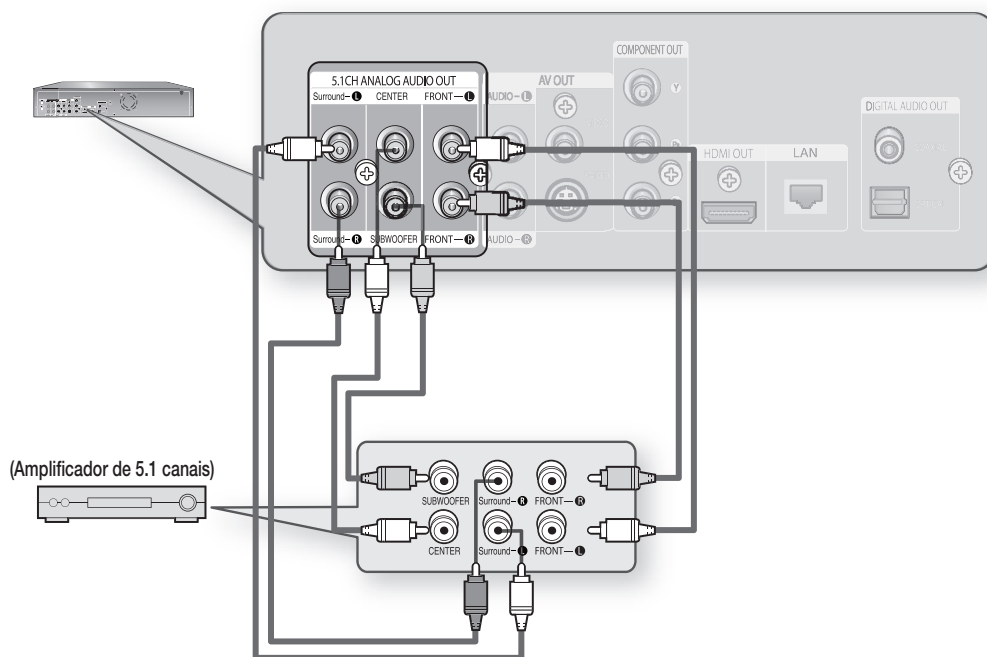 COMPONENT OUT
5.1CH ANALOG AUDIO OUT
AV OUT
Surround-L CENTER FRONT-L
AUDIO-L
Y
DIGITAL AUDIO OUT
HDMI OUT
LAN
Surround-R SUBWOOFER FRONT-R
AUDIO-R
(Amplificador de 5.1 canais)
SUBWOOFER Surround-R FRONT-R
CENTER Surround-L FRONT-L